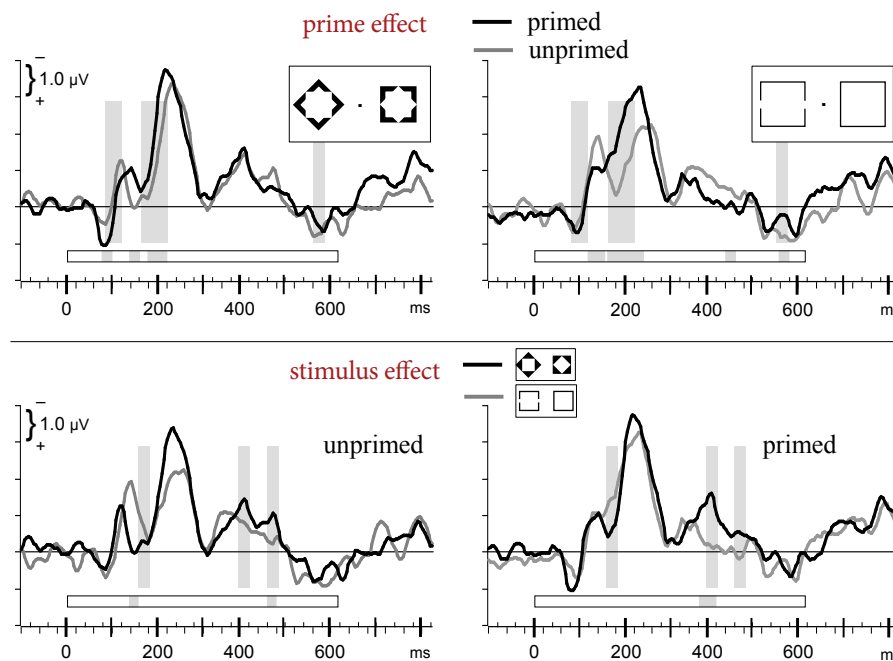 prime effect
primed
unprimed
−
} 1.0 µV
+
0 200 400 600 ms
0 200 400 600 m
stimulus effect
−
} 1.0 µV
+
unprimed
primed
0 200 400 600 ms
0 200 400 600 m